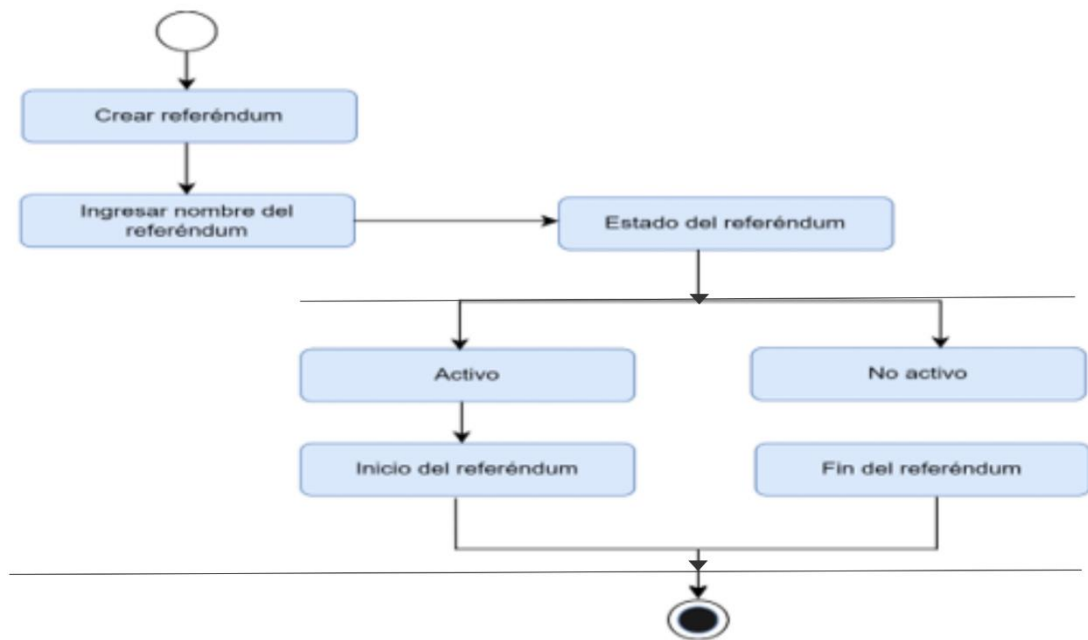 Crear referéndum
Ingresar nombre del
referéndum
Estado del referéndum
Activo
No activo
Inicio del referéndum
Fin del referéndum